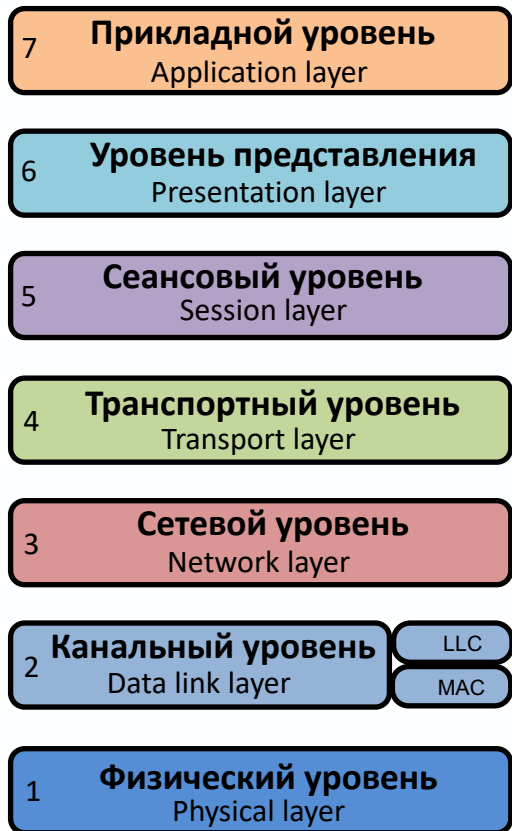 7
Прикладной уровень
Application layer
6
Уровень представления
Presentation layer
5
Сеансовый уровень
Session layer
4
Транспортный уровень
Transport layer
3
Сетевой уровень
Network layer
2
Канальный уровень
Data link layer
LLC
MAC
1
Физический уровень
Physical layer